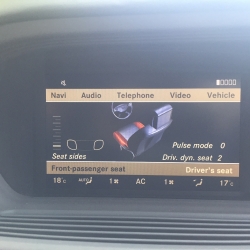 Navi Audio Telephone Video Vehicle
Pulse mode 0
Seat sides Driv. dyn. seat 2
Front-passenger seat Driver's seat
18°C AUTO 1 AC 1 17°C